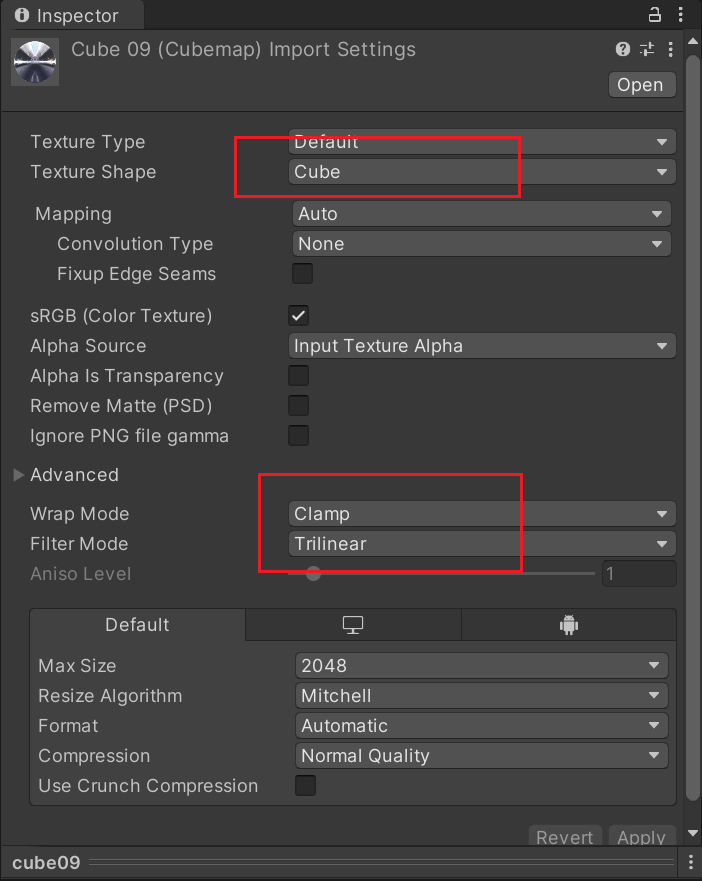 Inspector
Cube 09 (Cubemap) Import Settings
Open
Texture Type Default
Texture Shape Cube
Mapping Auto
Convolution Type None
Fixup Edge Seams
sRGB (Color Texture)
Alpha Source Input Texture Alpha
Alpha Is Transparency
Remove Matte (PSD)
Ignore PNG file gamma
Advanced
Wrap Mode Clamp
Filter Mode Trilinear
Aniso Level 1
Default
Max Size 2048
Resize Algorithm Mitchell
Format Automatic
Compression Normal Quality
Use Crunch Compression
Revert Apply
cube09